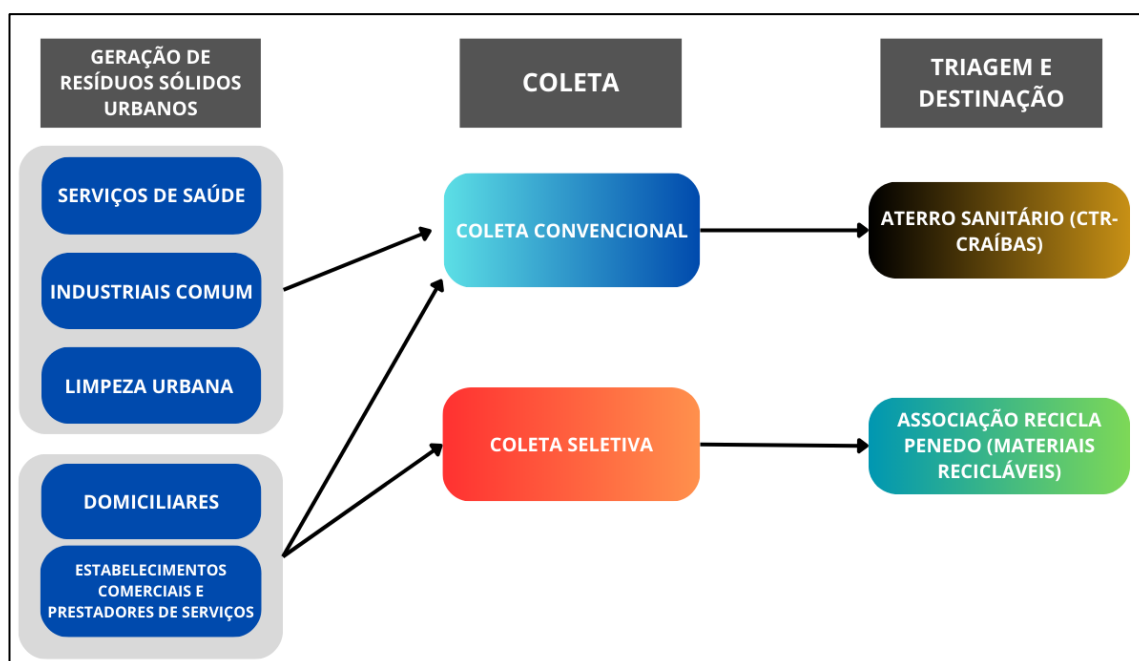 GERAÇÃO DE
RESÍDUOS SÓLIDOS
URBANOS
COLETA
TRIAGEM E
DESTINAÇÃO
SERVIÇOS DE SAÚDE
INDUSTRIAIS COMUM
LIMPEZA URBANA
DOMICILIARES
ESTABELECIMENTOS
COMERCIAIS E
PRESTADORES DE SERVIÇOS
COLETA CONVENCIONAL
COLETA SELETIVA
ATERRO SANITÁRIO (CTR-
CRAÍBAS)
ASSOCIAÇÃO RECICLA
PENEDO (MATERIAIS
RECICLÁVEIS)